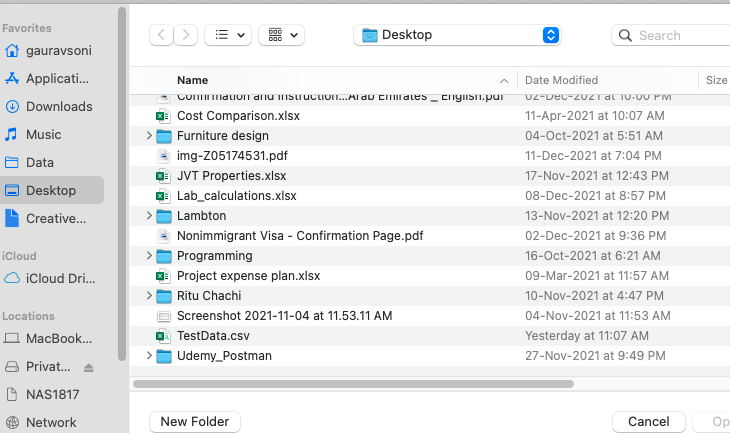 Favorites
gauravsoni
Applicati...
Downloads
Music
Data
Desktop
Creative...
iCloud
iCloud Dri...
Locations
MacBook...
Privat...
NAS1817
Network
Desktop
Search
Name Date Modified Size
Confirmation and Instruction...Arab Emirates _ English.pdf 02-Dec-2021 at 10:00 PM
Cost Comparison.xlsx 11-Apr-2021 at 10:07 AM
Furniture design 04-Oct-2021 at 5:51 AM
img-Z05174531.pdf 11-Dec-2021 at 7:04 PM
JVT Properties.xlsx 17-Nov-2021 at 12:43 PM
Lab_calculations.xlsx 08-Dec-2021 at 8:57 PM
Lambton 13-Nov-2021 at 12:20 PM
Nonimmigrant Visa - Confirmation Page.pdf 02-Dec-2021 at 9:36 PM
Programming 16-Oct-2021 at 6:21 AM
Project expense plan.xlsx 09-Mar-2021 at 11:57 AM
Ritu Chachi 10-Nov-2021 at 4:47 PM
Screenshot 2021-11-04 at 11.53.11 AM 04-Nov-2021 at 11:53 AM
TestData.csv Yesterday at 11:07 AM
Udemy_Postman 27-Nov-2021 at 9:49 PM
New Folder Cancel Op